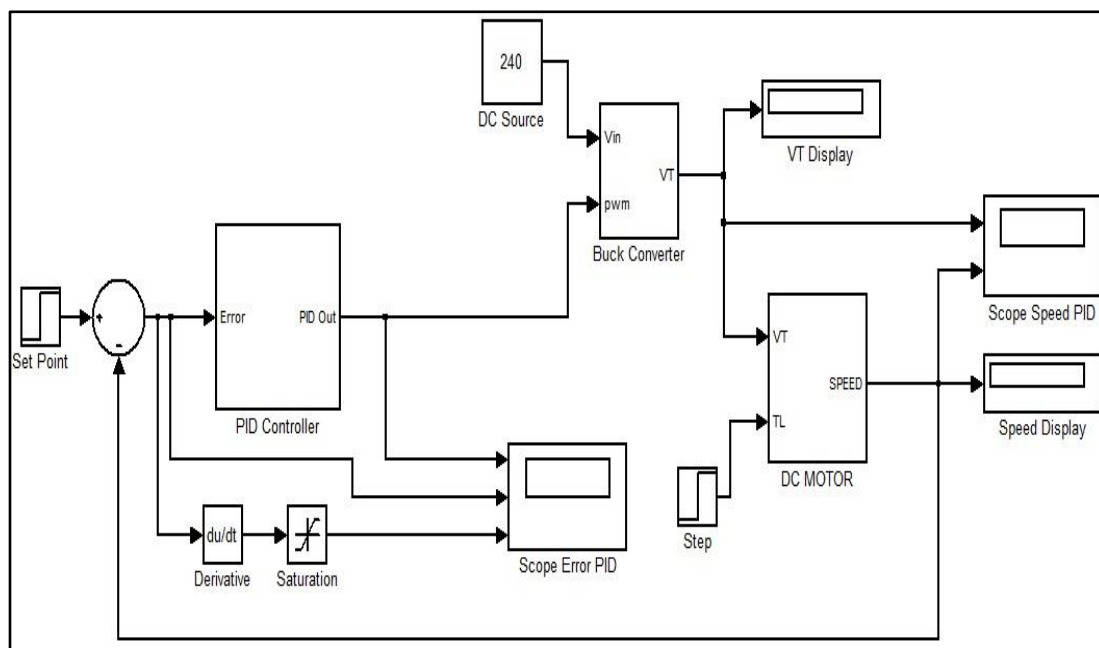 240
DC Source
Vin
VT
pwm
Buck Converter
VT Display
Error
PID Out
PID Controller
+
-
Set Point
VT
SPEED
TL
DC MOTOR
Scope Speed PID
Speed Display
Step
du/dt
Derivative
Saturation
Scope Error PID